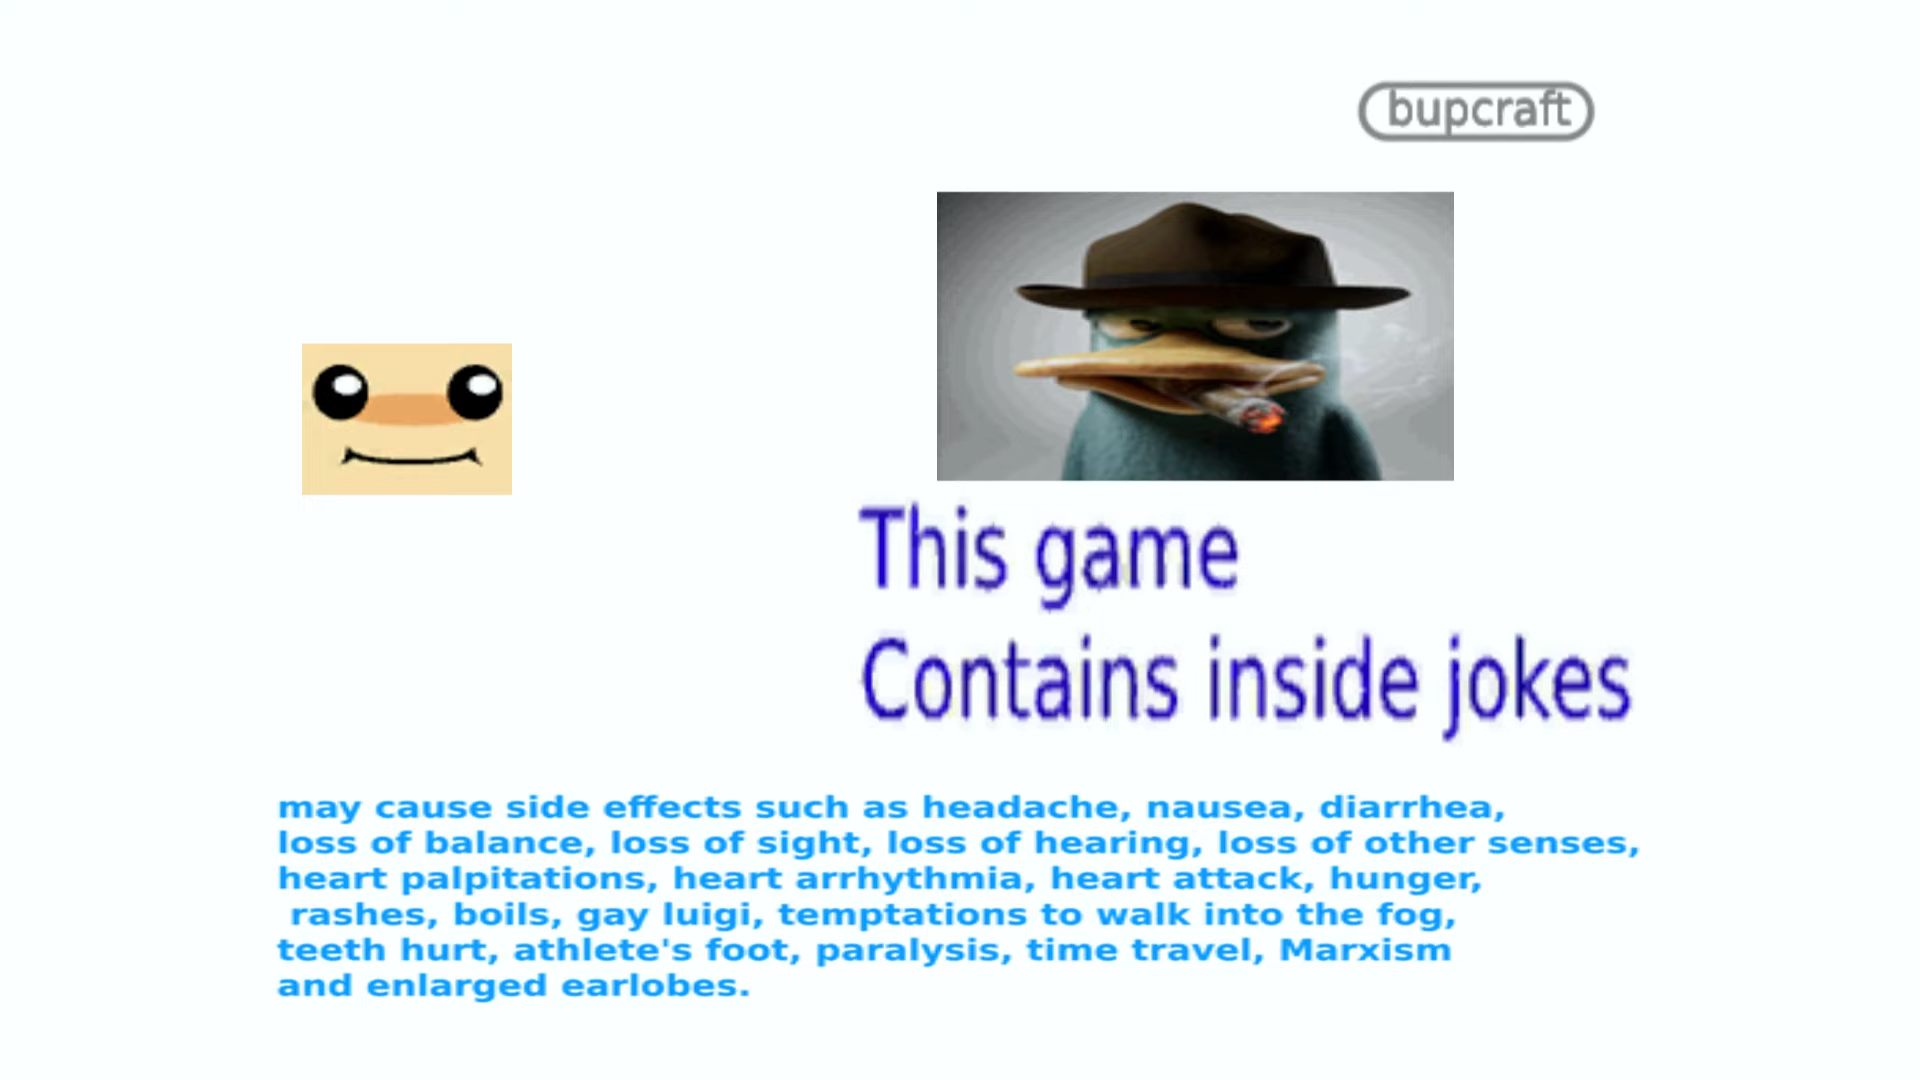 bupcraft
This game
Contains inside jokes
may cause side effects such as headache, nausea, diarrhea,
loss of balance, loss of sight, loss of hearing, loss of other senses,
heart palpitations, heart arrhythmia, heart attack, hunger,
rashes, boils, gay luigi, temptations to walk into the fog,
teeth hurt, athlete's foot, paralysis, time travel, Marxism
and enlarged earlobes.